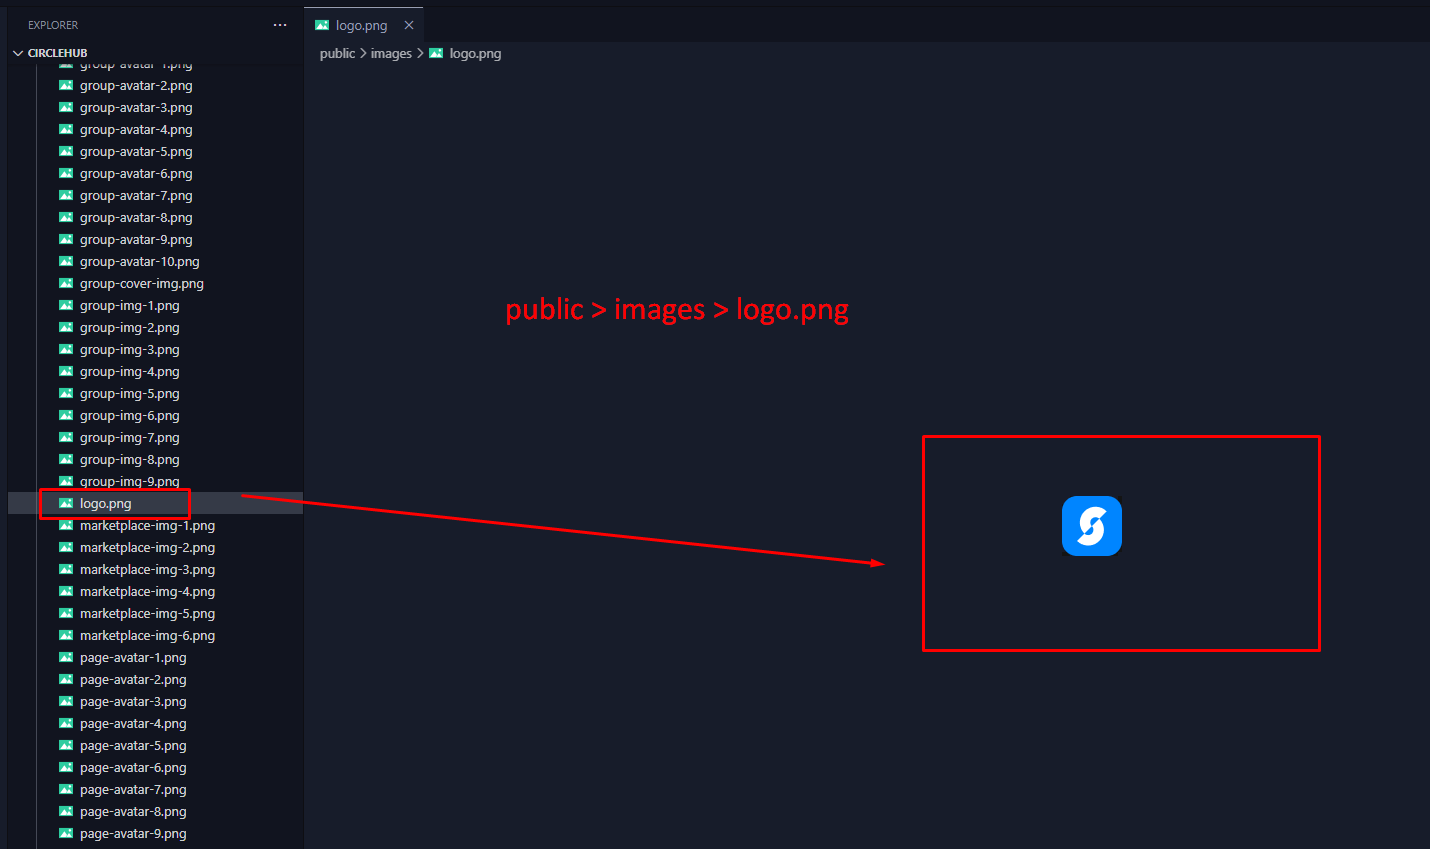 EXPLORER
CIRCLEHUB
group-avatar-1.png
group-avatar-2.png
group-avatar-3.png
group-avatar-4.png
group-avatar-5.png
group-avatar-6.png
group-avatar-7.png
group-avatar-8.png
group-avatar-9.png
group-avatar-10.png
group-cover-img.png
group-img-1.png
group-img-2.png
group-img-3.png
group-img-4.png
group-img-5.png
group-img-6.png
group-img-7.png
group-img-8.png
group-img-9.png
logo.png
marketplace-img-1.png
marketplace-img-2.png
marketplace-img-3.png
marketplace-img-4.png
marketplace-img-5.png
marketplace-img-6.png
page-avatar-1.png
page-avatar-2.png
page-avatar-3.png
page-avatar-4.png
page-avatar-5.png
page-avatar-6.png
page-avatar-7.png
page-avatar-8.png
page-avatar-9.png
logo.png
public > images > logo.png
public > images > logo.png